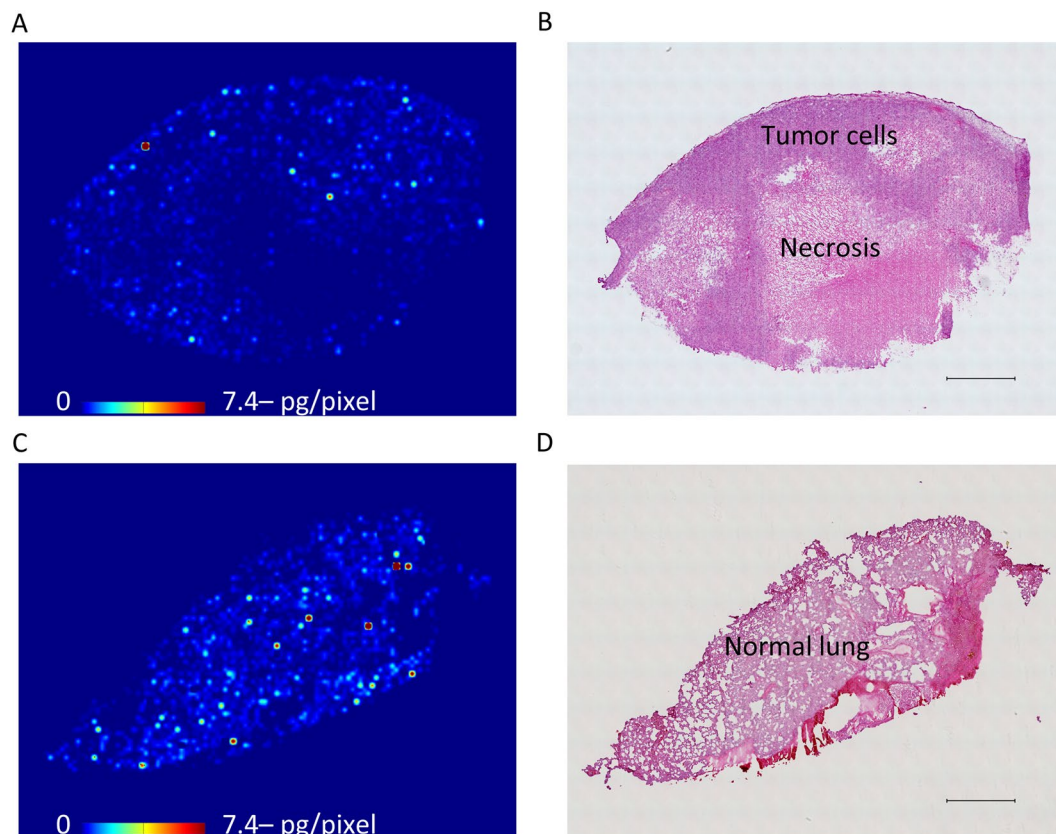 A
B
Tumor cells
Necrosis
0
7.4– pg/pixel
C
D
Normal lung
0
7.4– pg/pixel